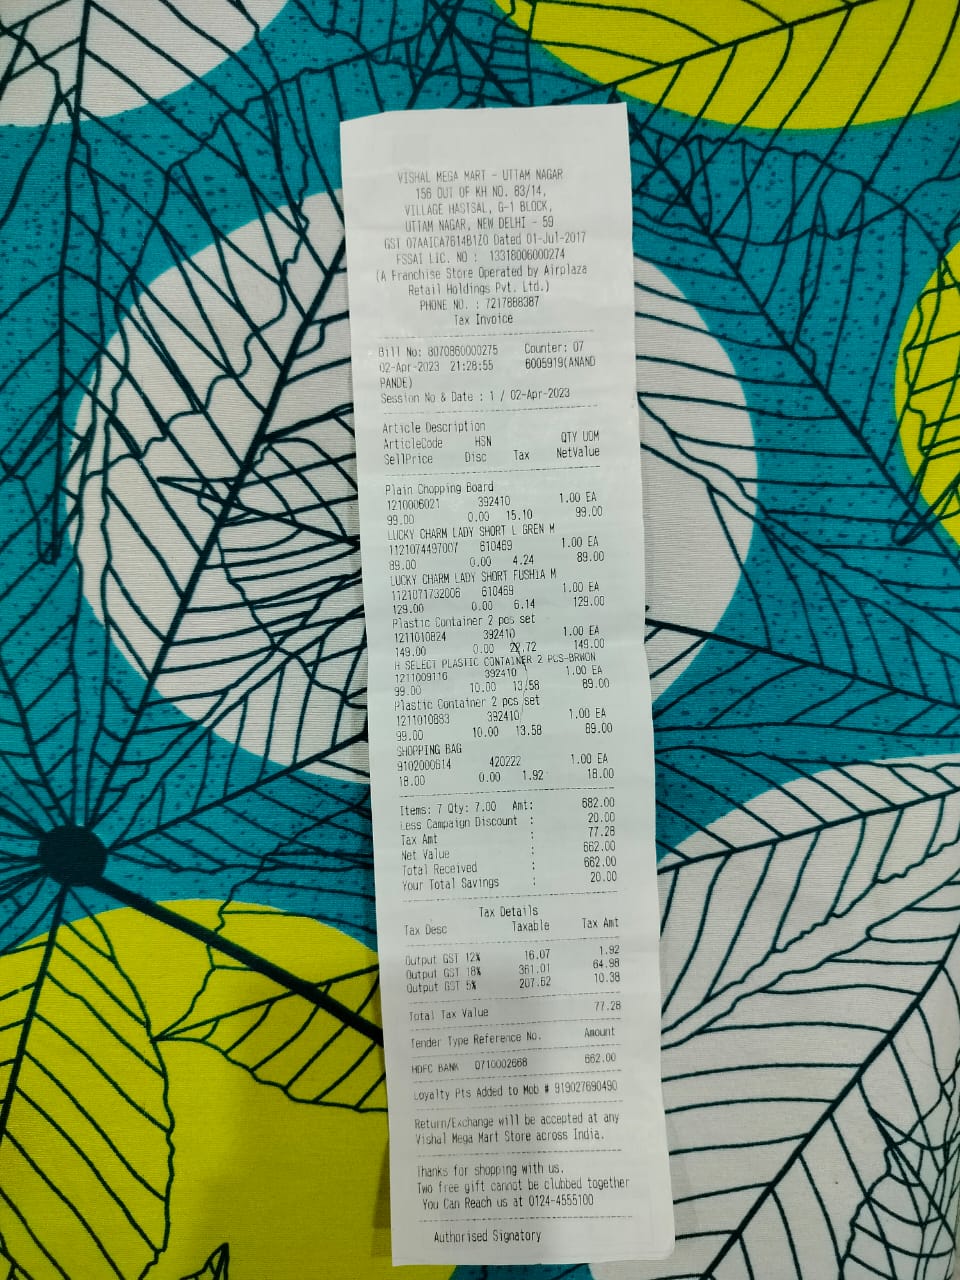 VISHAL MEGA MART - UTTAM NAGAR
156 OUT OF KH NO. 83/14,
VILLAGE HASTSAL, G-1 BLOCK,
UTTAM NAGAR, NEW DELHI - 59
GST 07AAICA7614B1Z0 Dated 01-Jul-2017
FSSAI LIC. NO : 13318006000274
(A Franchise Store Operated by Airplaza
Retail Holdings Pvt. Ltd.)
PHONE NO. : 7217888387
Tax Invoice
Bill No: 8070860000275 Counter: 07
02-Apr-2023 21:28:55 6005919(ANAND
PANDE)
Session No & Date : 1 / 02-Apr-2023
Article Description
ArticleCode HSN QTY UOM
SellPrice Disc Tax NetValue
Plain Chopping Board
1210006021 392410 1.00 EA
99.00 0.00 15.10 99.00
LUCKY CHARM LADY SHORT L GREN M
1121074497007 610469 1.00 EA
89.00 0.00 4.24 89.00
LUCKY CHARM LADY SHORT FUSHIA M
1121071732006 610469 1.00 EA
129.00 0.00 6.14 129.00
Plastic Container 2 pcs set
1211010824 392410 1.00 EA
149.00 0.00 22.72 149.00
H SELECT PLASTIC CONTAINER 2 PCS-BRWON
1211009116 392410 1.00 EA
99.00 10.00 13.58 89.00
Plastic Container 2 pcs set
1211010883 392410 1.00 EA
99.00 10.00 13.58 89.00
SHOPPING BAG
9102000614 420222 1.00 EA
18.00 0.00 1.92 18.00
Items: 7 Qty: 7.00 Amt: 682.00
Less Campaign Discount : 20.00
Tax Amt : 77.28
Net Value : 662.00
Total Received : 662.00
Your Total Savings : 20.00
Tax Details
Tax Desc Taxable Tax Amt
Output GST 12% 16.07 1.92
Output GST 18% 361.01 64.98
Output GST 5% 207.62 10.38
Total Tax Value 77.28
Tender Type Reference No. Amount
HDFC BANK 0710002668 662.00
Loyalty Pts Added to Mob # 919027690490
Return/Exchange will be accepted at any
Vishal Mega Mart Store across India.
Thanks for shopping with us.
Two free gift cannot be clubbed together
You Can Reach us at 0124-4555100
Authorised Signatory